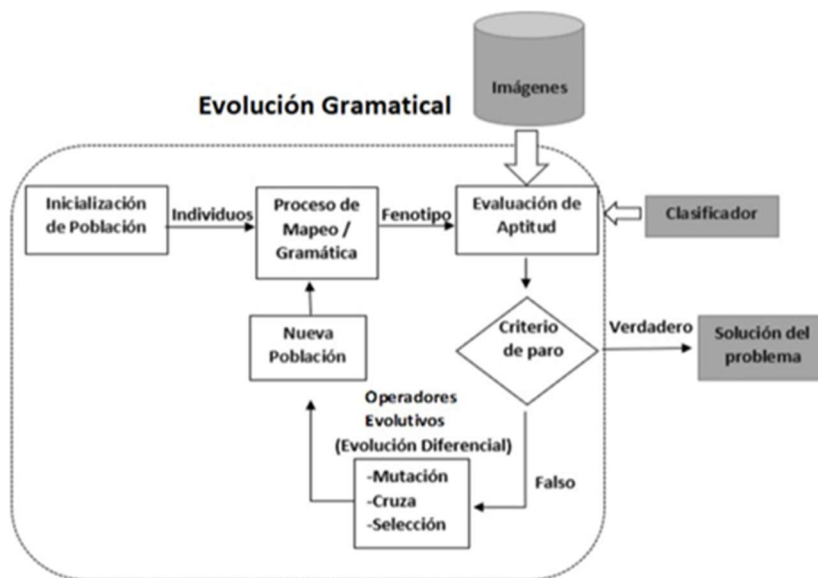 Imágenes
Evolución Gramatical
Inicialización
de Población
Individuos
Proceso de
Mapeo /
Gramática
Fenotipo
Evaluación de
Aptitud
Clasificador
Nueva
Población
Criterio
de paro
Verdadero
Solución del
problema
Operadores
Evolutivos
(Evolución Diferencial)
-Mutación
-Cruza
-Selección
Falso